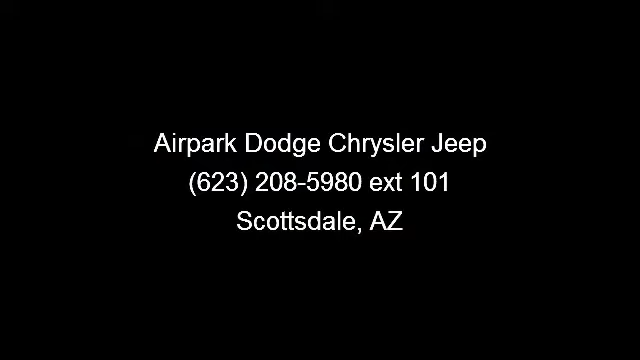 Airpark Dodge Chrysler Jeep
(623) 208-5980 ext 101
Scottsdale, AZ